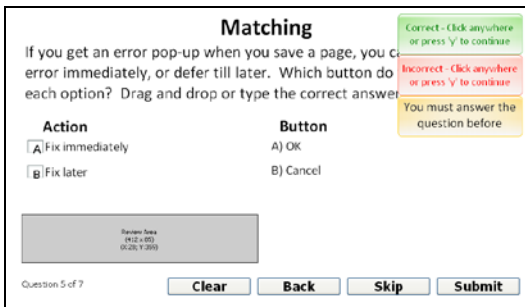 Matching
If you get an error pop-up when you save a page, you c
error immediately, or defer till later. Which button do
each option? Drag and drop or type the correct answer
Correct - Click anywhere
or press 'y' to continue
Incorrect - Click anywhere
or press 'y' to continue
You must answer the
question before
Action
Button
A Fix immediately
A) OK
B Fix later
B) Cancel
Review Area
Question 5 of 7
Clear
Back
Skip
Submit